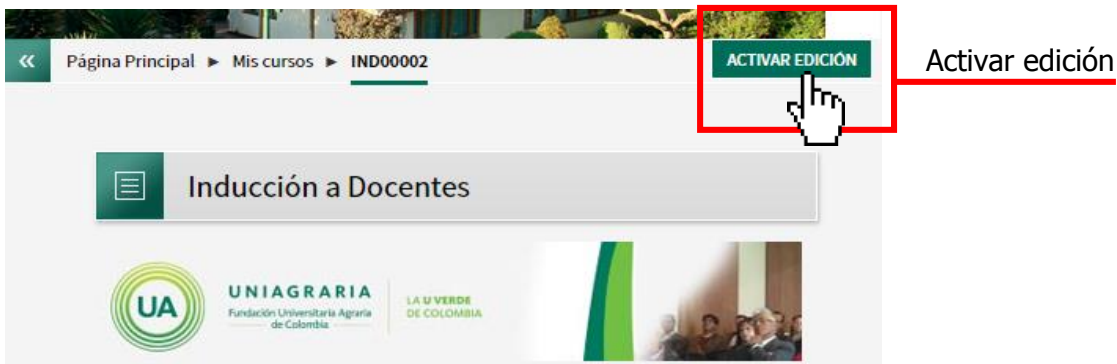 « Página Principal ► Mis cursos ► IND00002
ACTIVAR EDICIÓN
Activar edición
Inducción a Docentes
UA
UNIAGRARIA
Fundación Universitaria Agraria
de Colombia
LA U VERDE
DE COLOMBIA